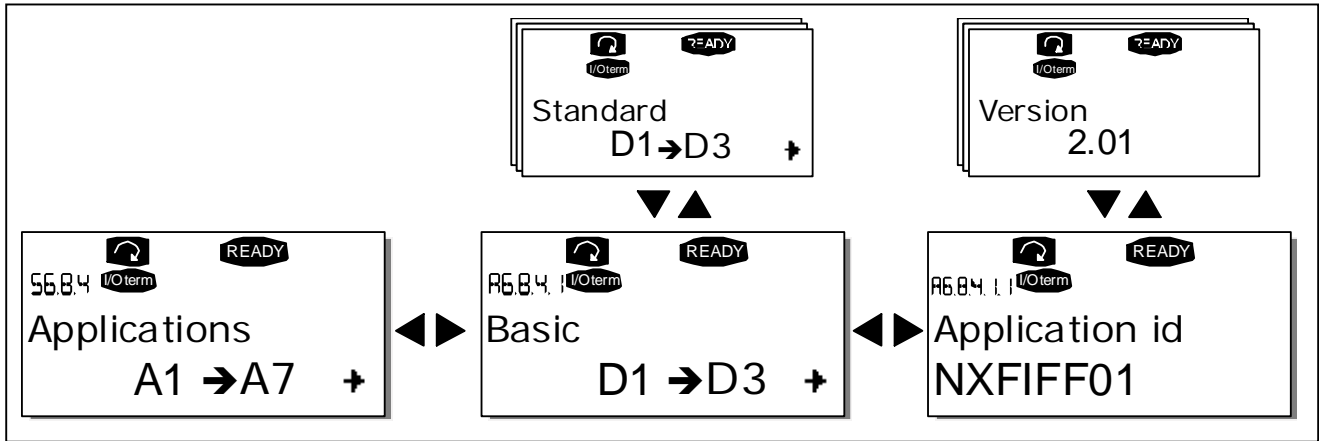 READY
I/Oterm
Standard
D1➔D3
READY
I/Oterm
Version
2.01
READY
S6.8.4 I/Oterm
Applications
A1 ➔A7
READY
A6.8.4.1 I/Oterm
Basic
D1 ➔D3
READY
A6.8.4.1.1 I/Oterm
Application id
NXFIFF01